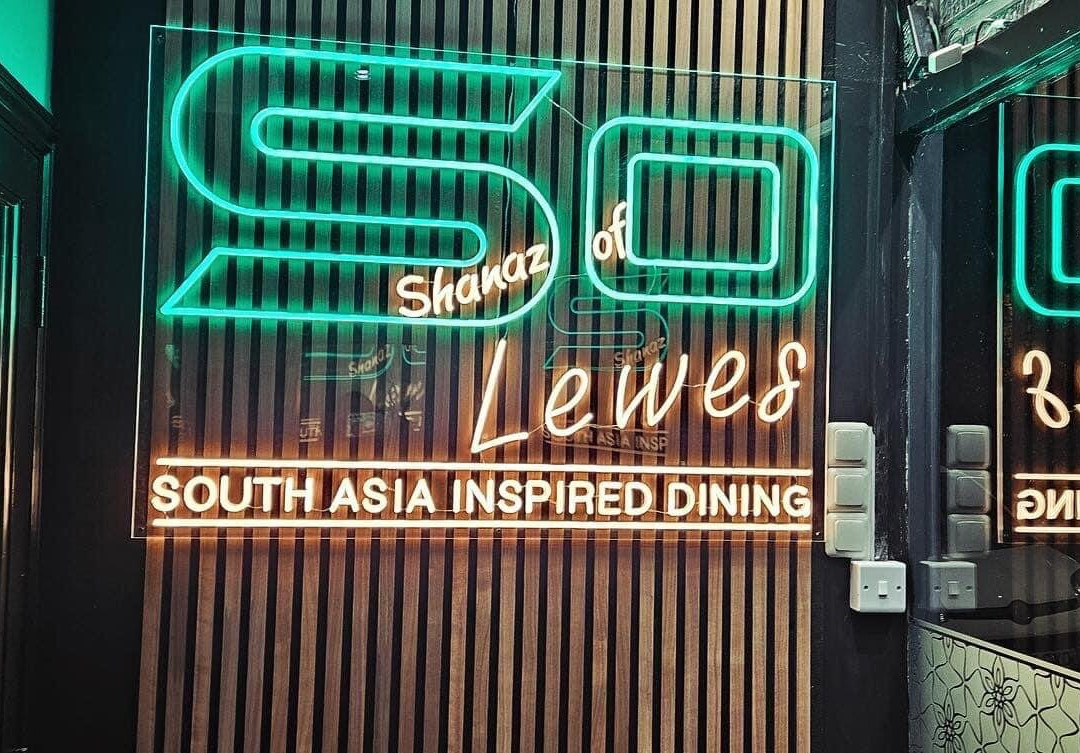 So
Shanaz of
Lewes
SOUTH ASIA INSPIRED DINING